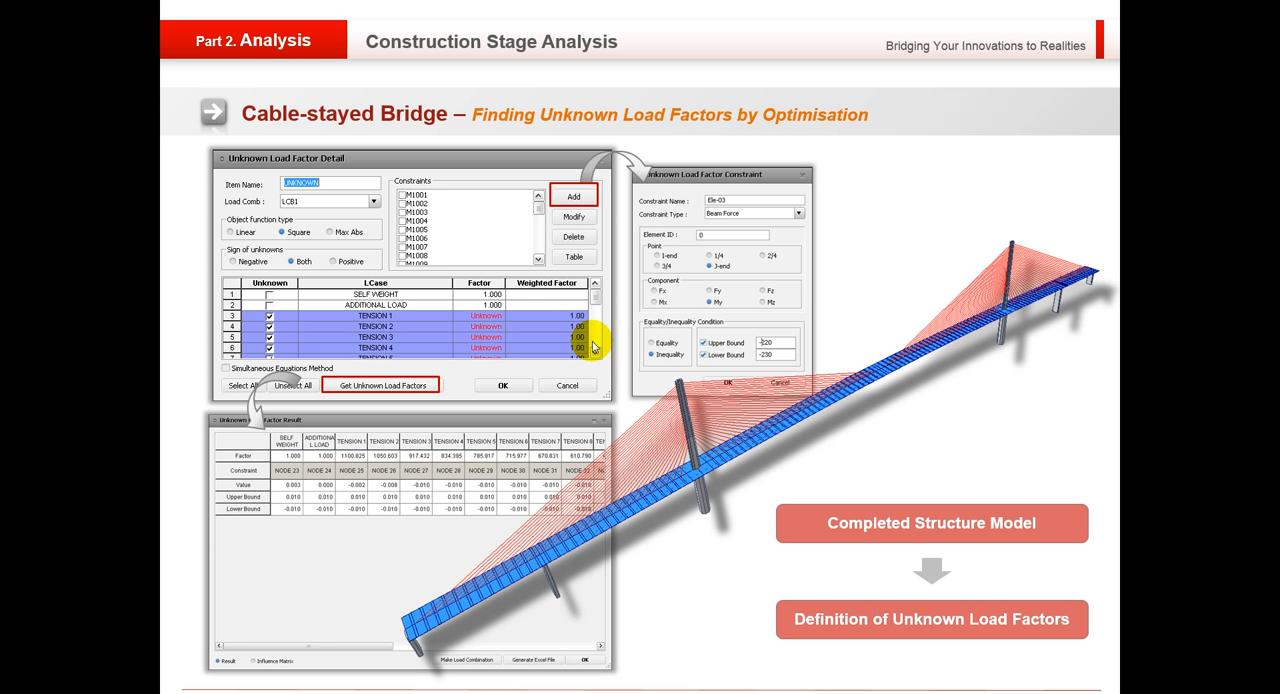 Part 2. Analysis
Construction Stage Analysis
Bridging Your Innovations to Realities
Cable-stayed Bridge – Finding Unknown Load Factors by Optimisation
Unknown Load Factor Detail
Item Name: UNKNOWN
Load Comb : LCB1
Object function type
Linear Square Max Abs
Sign of unknowns
Negative Both Positive
Constraints
M1001
M1002
M1003
M1004
M1005
M1006
M1007
M1008
M1009
Add
Modify
Delete
Table
Unknown LCase Factor Weighted Factor
1 SELF WEIGHT 1.000
2 ADDITIONAL LOAD 1.000
3 TENSION 1 Unknown 1.00
4 TENSION 2 Unknown 1.00
5 TENSION 3 Unknown 1.00
6 TENSION 4 Unknown 1.00
Simultaneous Equations Method
Select All Unselect All Get Unknown Load Factors OK Cancel
Unknown Load Factor Constraint
Constraint Name : Ele-03
Constraint Type : Beam Force
Element ID : 0
Point
I-end 1/4 2/4
3/4 J-end
Component
Fx Fy Fz
Mx My Mz
Equality/Inequality Condition
Equality Upper Bound -220
Inequality Lower Bound -230
OK Cancel
Factor Result
SELF WEIGHT ADDITIONA L LOAD TENSION 1 TENSION 2 TENSION 3 TENSION 4 TENSION 5 TENSION 6 TENSION 7 TENSION 8
Factor 1.000 1.000 1100.825 1050.603 917.432 834.395 785.917 715.977 670.831 610.790
Constraint NODE 23 NODE 24 NODE 25 NODE 26 NODE 27 NODE 28 NODE 29 NODE 30 NODE 31 NODE 32
Value 0.003 0.000 -0.002 -0.008 -0.010 -0.010 -0.010 -0.010 -0.010 -0.010
Upper Bound 0.010 0.010 0.010 0.010 0.010 0.010 0.010 0.010 0.010 0.010
Lower Bound -0.010 -0.010 -0.010 -0.010 -0.010 -0.010 -0.010 -0.010 -0.010
Result Influence Matrix Make Load Combination Generate Excel File OK
Completed Structure Model
Definition of Unknown Load Factors